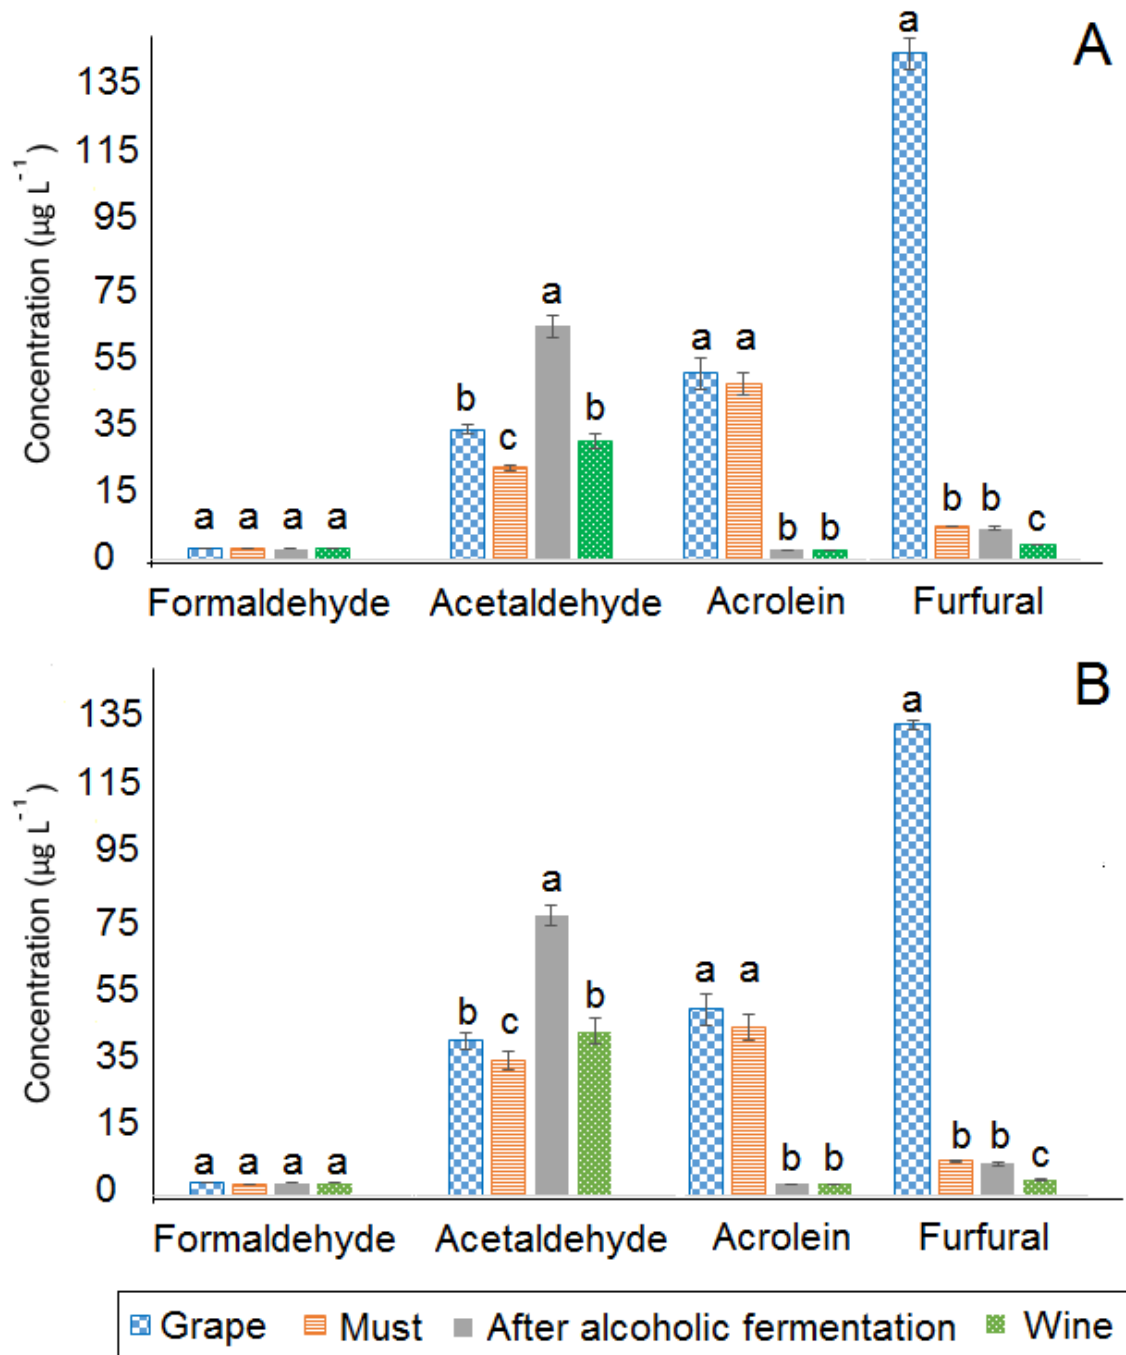 A
Concentration (µg L⁻¹)
135
115
95
75
55
35
15
0
a a a a
b c a b
a a b b
a b b c
Formaldehyde Acetaldehyde Acrolein Furfural
B
Concentration (µg L⁻¹)
135
115
95
75
55
35
15
0
a a a a
b c a b
a a b b
a b b c
Formaldehyde Acetaldehyde Acrolein Furfural
Grape Must After alcoholic fermentation Wine